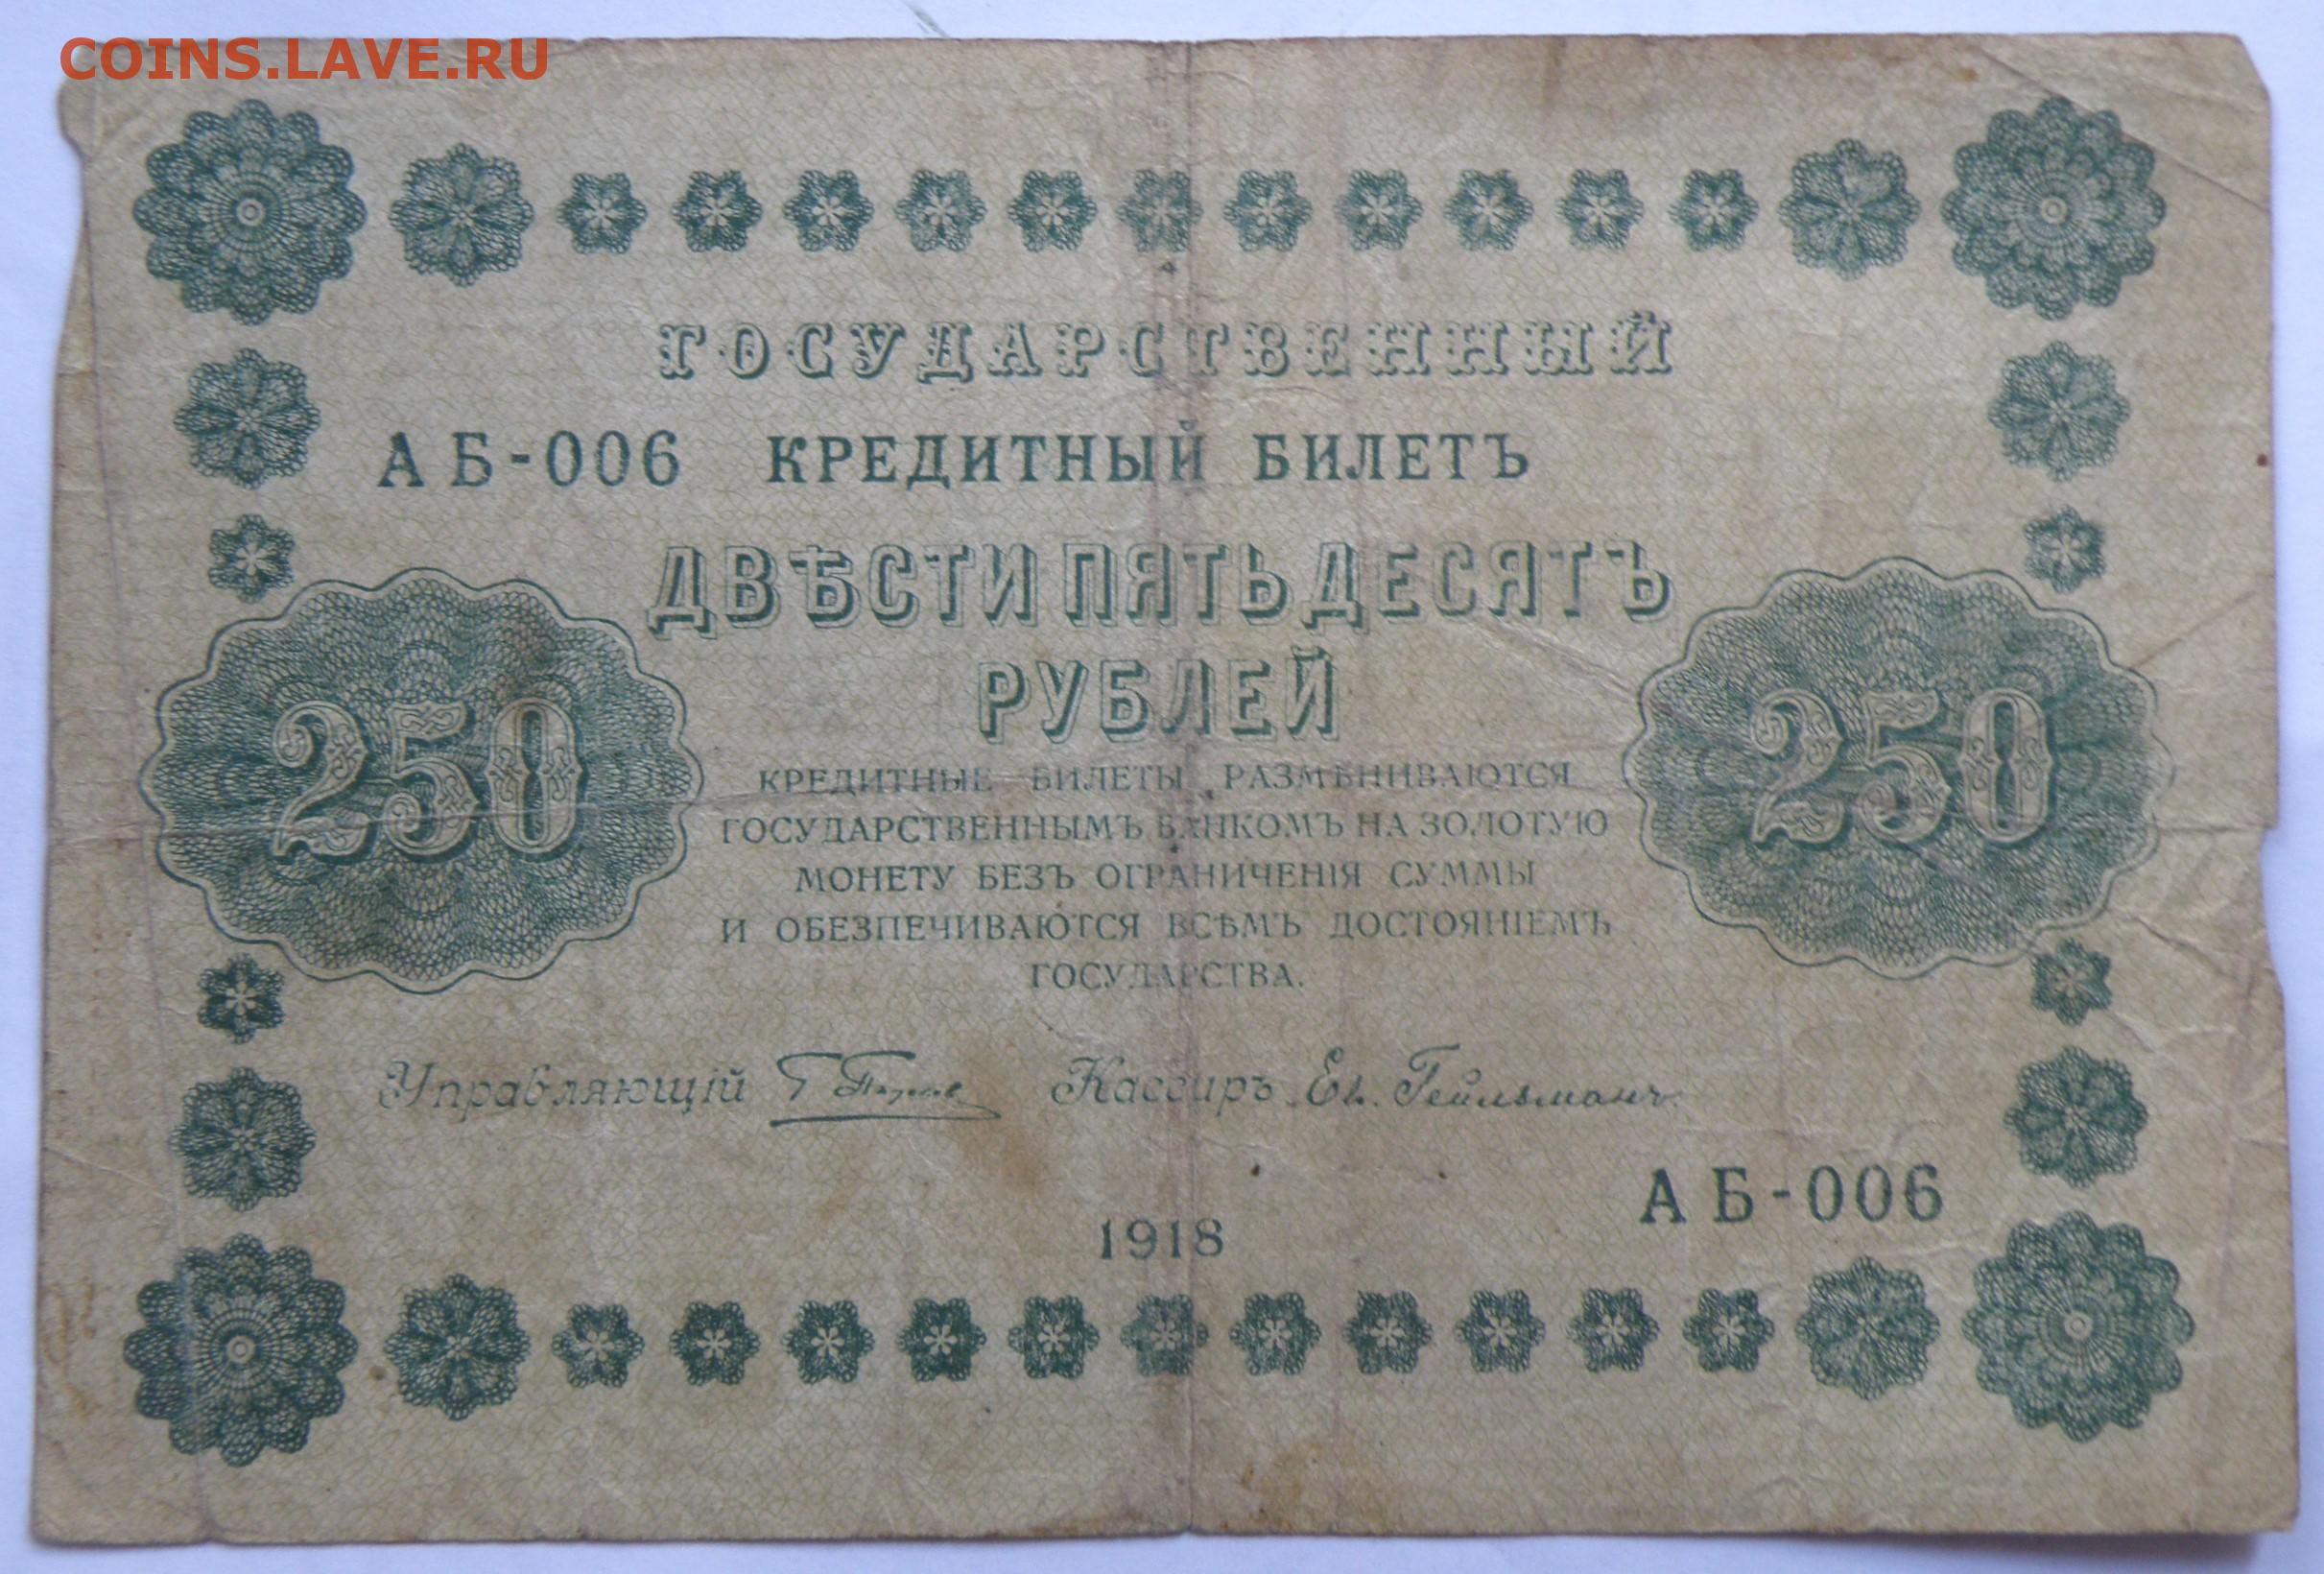 COINS.LAVE.RU
ГОСУДАРСТВЕННЫЙ
АБ-006 КРЕДИТНЫЙ БИЛЕТЪ
ДВѢСТИ ПЯТЬДЕСЯТЪ
РУБЛЕЙ
250
250
КРЕДИТНЫЕ БИЛЕТЫ РАЗМѢНИВАЮТСЯ
ГОСУДАРСТВЕННЫМЪ БАНКОМЪ НА ЗОЛОТУЮ
МОНЕТУ БЕЗЪ ОГРАНИЧЕНІЯ СУММЫ
И ОБЕЗПЕЧИВАЮТСЯ ВСѢМЪ ДОСТОЯНІЕМЪ
ГОСУДАРСТВА.
Управляющій Кассиръ Гейльманъ
АБ-006
1918